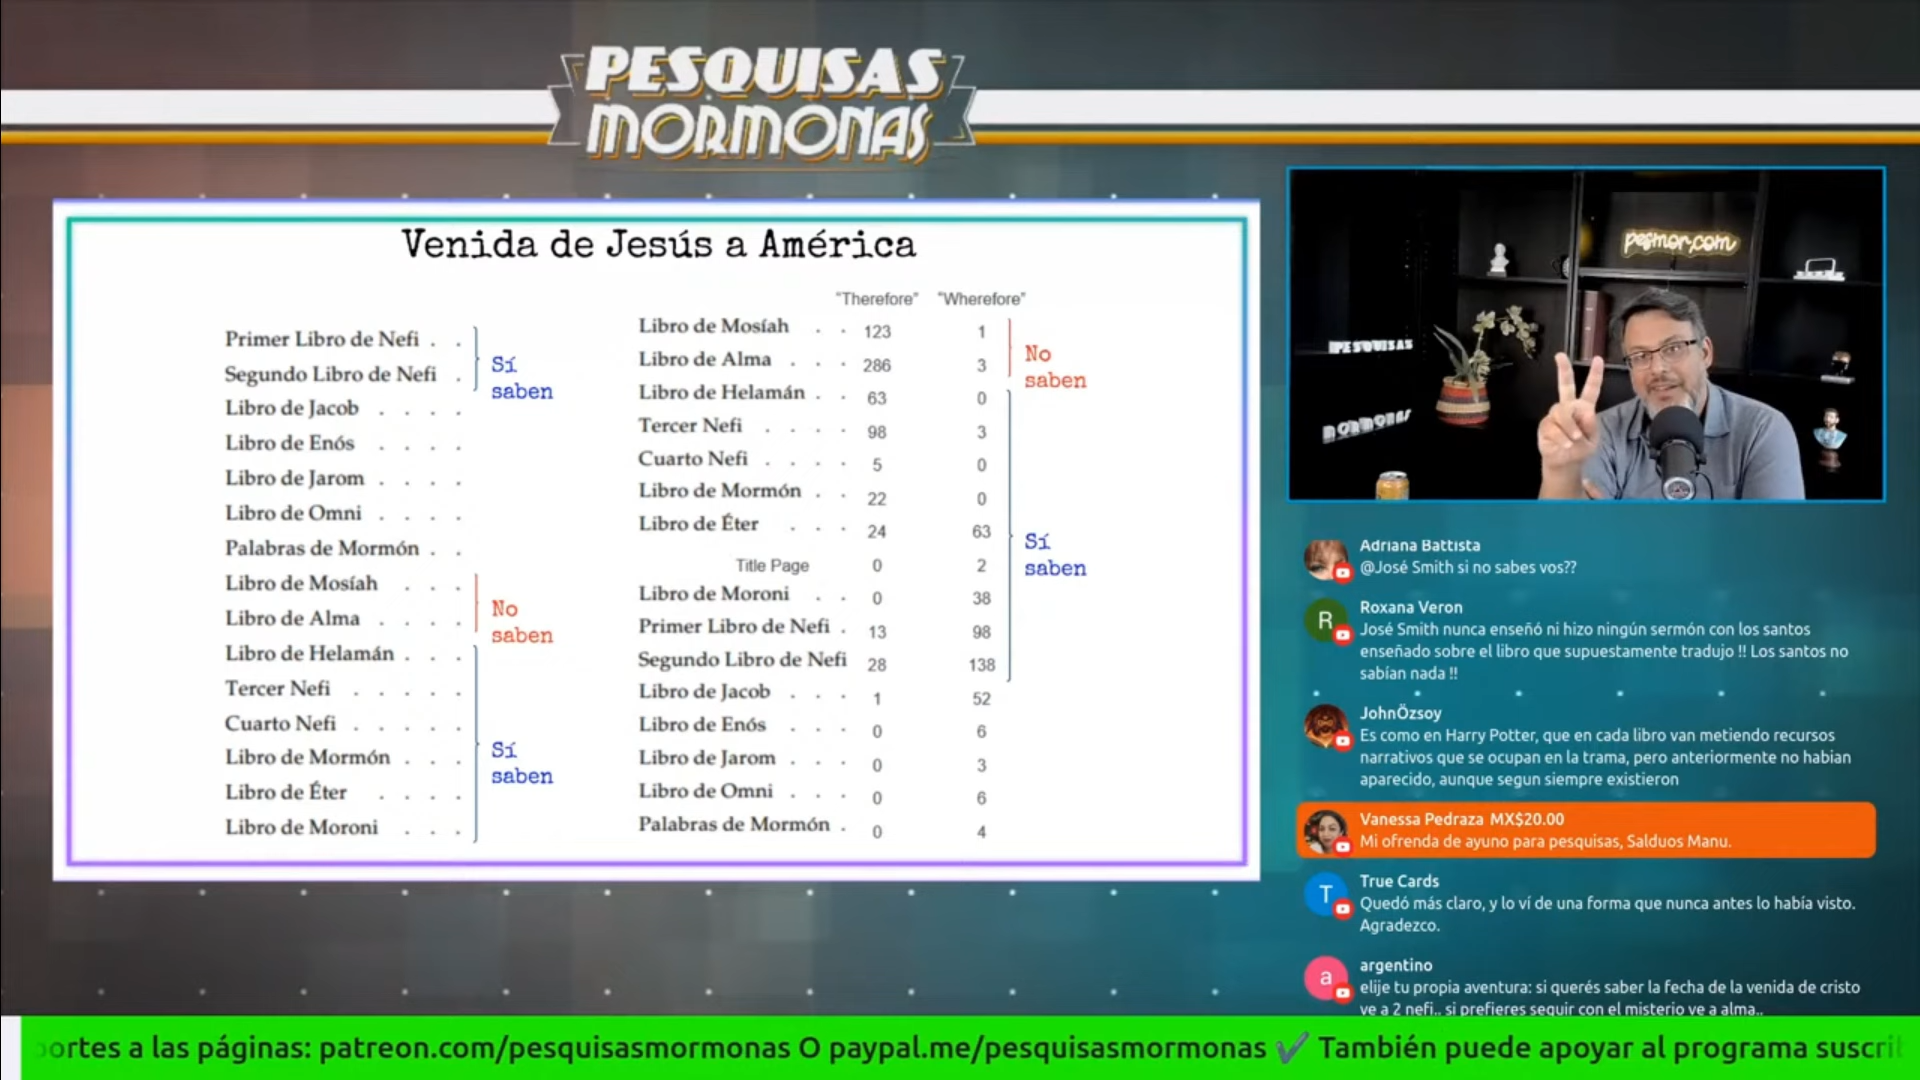 PESQUISAS
MORMONAS
Venida de Jesús a América
Primer Libro de Nefi . .
Segundo Libro de Nefi .
Libro de Jacob . . . .
Libro de Enós . . . .
Libro de Jarom . . . .
Libro de Omni . . . .
Palabras de Mormón . .
Libro de Mosíah . . .
Libro de Alma . . . .
Libro de Helamán . . .
Tercer Nefi . . . . .
Cuarto Nefi . . . . .
Libro de Mormón . . .
Libro de Éter . . . .
Libro de Moroni . . .
Sí
saben
No
saben
Sí
saben
"Therefore" "Wherefore"
Libro de Mosíah . . 123 1
Libro de Alma . . . 286 3
Libro de Helamán . . 63 0
Tercer Nefi . . . . 98 3
Cuarto Nefi . . . . 5 0
Libro de Mormón . . 22 0
Libro de Éter . . . 24 63
Title Page 0 2
Libro de Moroni . . 0 38
Primer Libro de Nefi . 13 98
Segundo Libro de Nefi 28 138
Libro de Jacob . . . 1 52
Libro de Enós . . . 0 6
Libro de Jarom . . . 0 3
Libro de Omni . . . 0 6
Palabras de Mormón . 0 4
No
saben
Sí
saben
pesmor.com
PESQUISAS
MORMONAS
Adriana Battista
@José Smith si no sabes vos??
R
Roxana Veron
José Smith nunca enseñó ni hizo ningún sermón con los santos
enseñado sobre el libro que supuestamente tradujo !! Los santos no
sabían nada !!
JohnÖzsoy
Es como en Harry Potter, que en cada libro van metiendo recursos
narrativos que se ocupan en la trama, pero anteriormente no habian
aparecido, aunque segun siempre existieron
Vanessa Pedraza MX$20.00
Mi ofrenda de ayuno para pesquisas, Salduos Manu.
T
True Cards
Quedó más claro, y lo ví de una forma que nunca antes lo había visto.
Agradezco.
a
argentino
elije tu propia aventura: si querés saber la fecha de la venida de cristo
ve a 2 nefi.. si prefieres seguir con el misterio ve a alma..
portes a las páginas: patreon.com/pesquisasmormonas O paypal.me/pesquisasmormonas ✔ También puede apoyar al programa suscrib